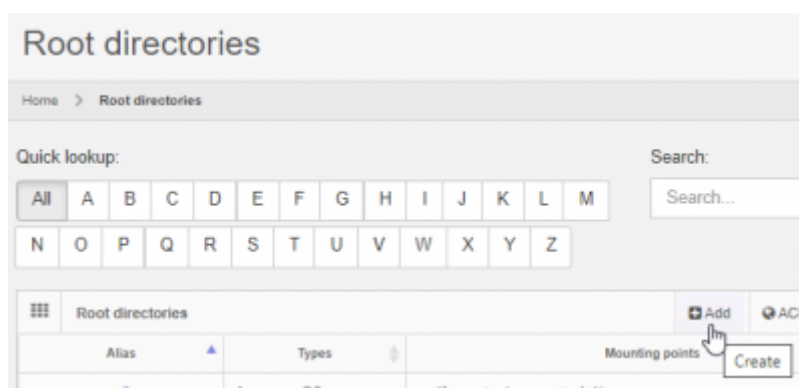 Root directories
Home > Root directories
Quick lookup:
Search:
All A B C D E F G H I J K L M
Search...
N O P Q R S T U V W X Y Z
Root directories
Add
Alias
Types
Mounting points
Create